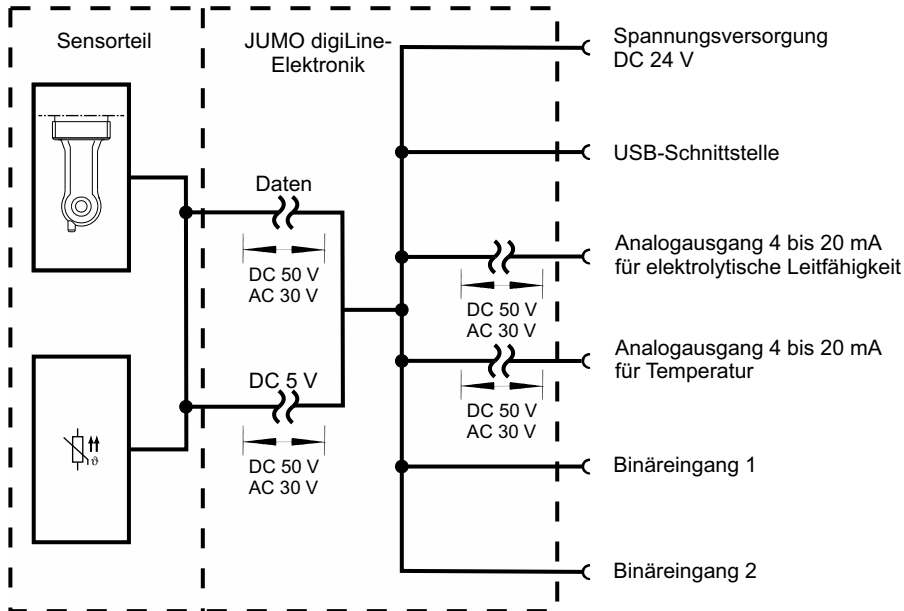 Sensorteil
JUMO digiLine-
Elektronik
Spannungsversorgung
DC 24 V
USB-Schnittstelle
Daten
DC 50 V
AC 30 V
Analogausgang 4 bis 20 mA
für elektrolytische Leitfähigkeit
DC 50 V
AC 30 V
Analogausgang 4 bis 20 mA
für Temperatur
DC 50 V
AC 30 V
DC 5 V
DC 50 V
AC 30 V
ϑ
Binäreingang 1
Binäreingang 2